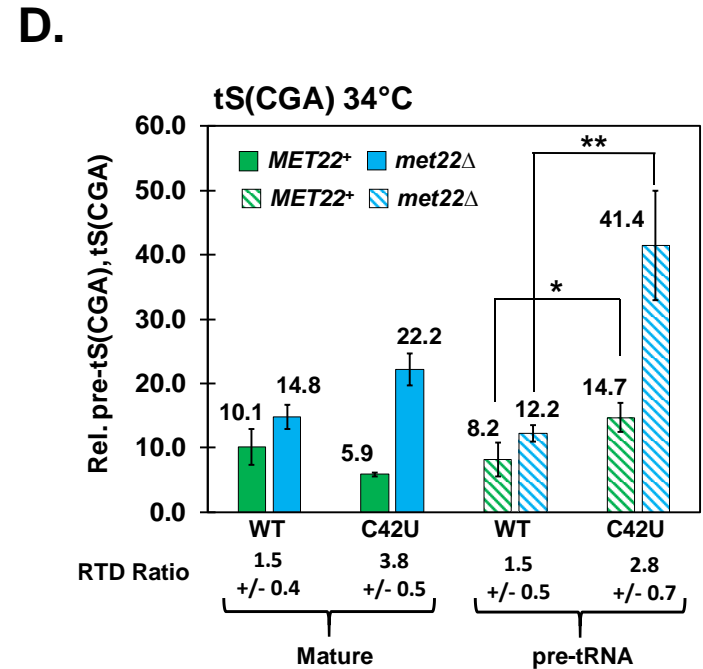 D.
tS(CGA) 34°C
Rel. pre-tS(CGA), tS(CGA)
60.0
50.0
40.0
30.0
20.0
10.0
0.0
MET22⁺ met22Δ
MET22⁺ met22Δ
**
*
10.1
14.8
5.9
22.2
8.2
12.2
14.7
41.4
WT C42U WT C42U
RTD Ratio
1.5 3.8 1.5 2.8
+/- 0.4 +/- 0.5 +/- 0.5 +/- 0.7
Mature pre-tRNA